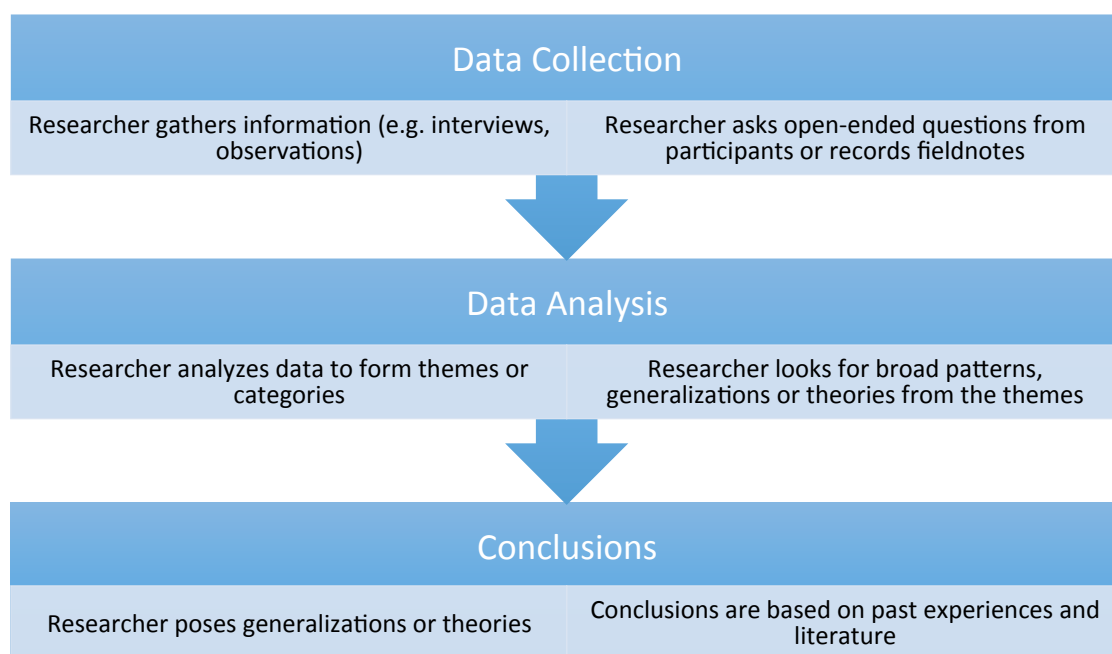 Data Collection
Researcher gathers information (e.g. interviews,
observations)
Researcher asks open-ended questions from
participants or records fieldnotes
Data Analysis
Researcher analyzes data to form themes or
categories
Researcher looks for broad patterns,
generalizations or theories from the themes
Conclusions
Researcher poses generalizations or theories
Conclusions are based on past experiences and
literature